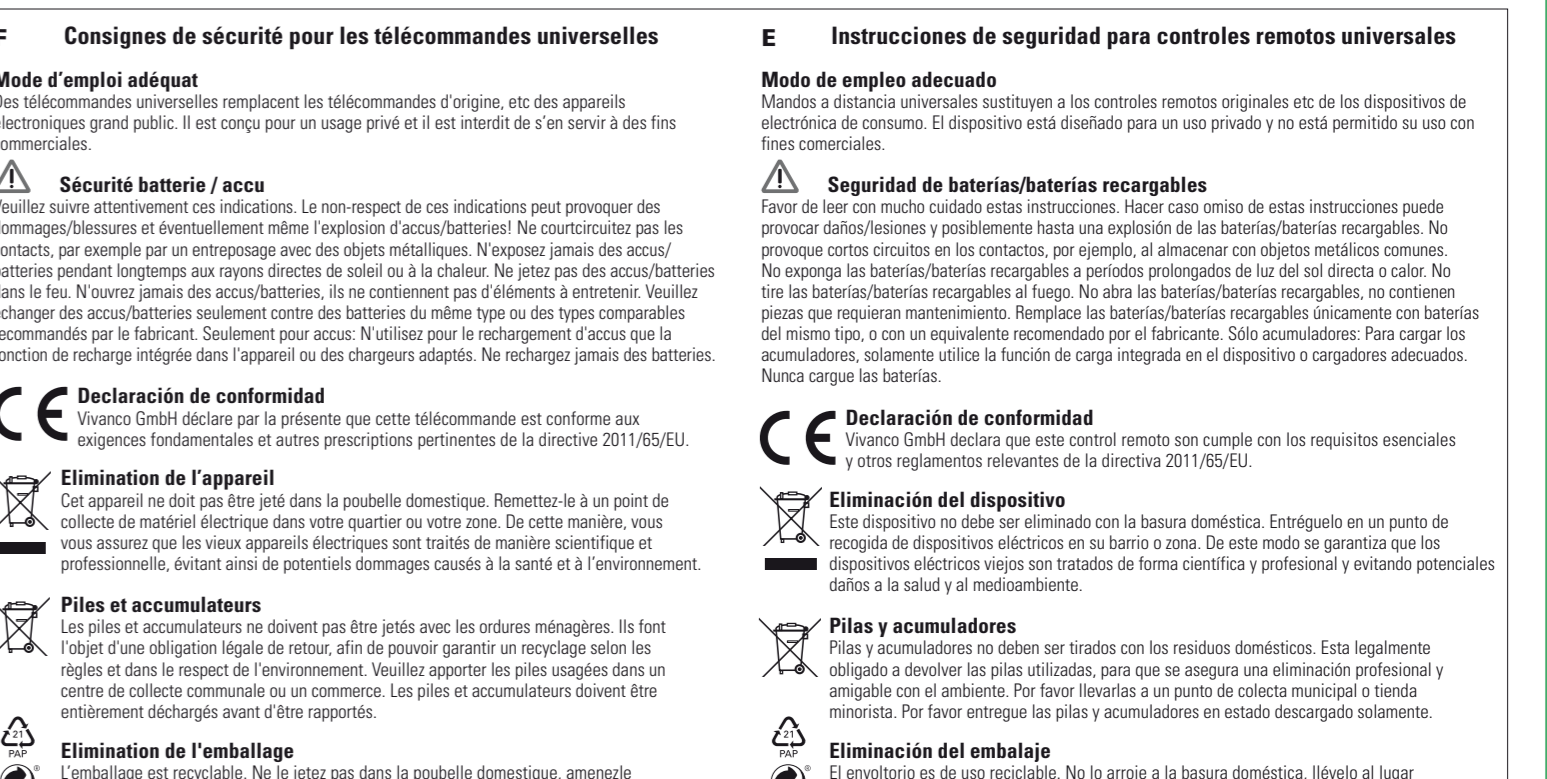 F Consignes de sécurité pour les télécommandes universelles
Mode d’emploi adéquat
Des télécommandes universelles remplacent les télécommandes d'origine, etc des appareils
électroniques grand public. Il est conçu pour un usage privé et il est interdit de s’en servir à des fins
commerciales.
Sécurité batterie / accu
Veuillez suivre attentivement ces indications. Le non-respect de ces indications peut provoquer des
dommages/blessures et éventuellement même l'explosion d'accus/batteries! Ne courtcircuitez pas les
contacts, par exemple par un entreposage avec des objets métalliques. N'exposez jamais des accus/
batteries pendant longtemps aux rayons directes de soleil ou à la chaleur. Ne jetez pas des accus/batteries
dans le feu. N'ouvrez jamais des accus/batteries, ils ne contiennent pas d'éléments à entretenir. Veuillez
échanger des accus/batteries seulement contre des batteries du même type ou des types comparables
recommandés par le fabricant. Seulement pour accus: N'utilisez pour le rechargement d'accus que la
fonction de recharge intégrée dans l'appareil ou des chargeurs adaptés. Ne rechargez jamais des batteries.
CE Declaración de conformidad
Vivanco GmbH déclare par la présente que cette télécommande est conforme aux
exigences fondamentales et autres prescriptions pertinentes de la directive 2011/65/EU.
Elimination de l’appareil
Cet appareil ne doit pas être jeté dans la poubelle domestique. Remettez-le à un point de
collecte de matériel électrique dans votre quartier ou votre zone. De cette manière, vous
vous assurez que les vieux appareils électriques sont traités de manière scientifique et
professionnelle, évitant ainsi de potentiels dommages causés à la santé et à l’environnement.
Piles et accumulateurs
Les piles et accumulateurs ne doivent pas être jetés avec les ordures ménagères. Ils font
l'objet d'une obligation légale de retour, afin de pouvoir garantir un recyclage selon les
règles et dans le respect de l'environnement. Veuillez apporter les piles usagées dans un
centre de collecte communale ou un commerce. Les piles et accumulateurs doivent être
entièrement déchargés avant d'être rapportés.
21
PAP
Elimination de l'emballage
L’emballage est recyclable. Ne le jetez pas dans la poubelle domestique, amenezle
®
E Instrucciones de seguridad para controles remotos universales
Modo de empleo adecuado
Mandos a distancia universales sustituyen a los controles remotos originales etc de los dispositivos de
electrónica de consumo. El dispositivo está diseñado para un uso privado y no está permitido su uso con
fines comerciales.
Seguridad de baterías/baterías recargables
Favor de leer con mucho cuidado estas instrucciones. Hacer caso omiso de estas instrucciones puede
provocar daños/lesiones y posiblemente hasta una explosión de las baterías/baterías recargables. No
provoque cortos circuitos en los contactos, por ejemplo, al almacenar con objetos metálicos comunes.
No exponga las baterías/baterías recargables a períodos prolongados de luz del sol directa o calor. No
tire las baterías/baterías recargables al fuego. No abra las baterías/baterías recargables, no contienen
piezas que requieran mantenimiento. Remplace las baterías/baterías recargables únicamente con baterías
del mismo tipo, o con un equivalente recomendado por el fabricante. Sólo acumuladores: Para cargar los
acumuladores, solamente utilice la función de carga integrada en el dispositivo o cargadores adecuados.
Nunca cargue las baterías.
CE Declaración de conformidad
Vivanco GmbH declara que este control remoto son cumple con los requisitos esenciales
y otros reglamentos relevantes de la directiva 2011/65/EU.
Eliminación del dispositivo
Este dispositivo no debe ser eliminado con la basura doméstica. Entréguelo en un punto de
recogida de dispositivos eléctricos en su barrio o zona. De este modo se garantiza que los
dispositivos eléctricos viejos son tratados de forma científica y profesional y evitando potenciales
daños a la salud y al medioambiente.
Pilas y acumuladores
Pilas y acumuladores no deben ser tirados con los residuos domésticos. Esta legalmente
obligado a devolver las pilas utilizadas, para que se asegura una eliminación profesional y
amigable con el ambiente. Por favor llevarlas a un punto de colecta municipal o tienda
minorista. Por favor entregue las pilas y acumuladores en estado descargado solamente.
21
PAP
Eliminación del embalaje
El envoltorio es de uso reciclable. No lo arroje a la basura doméstica, llévelo al lugar
®